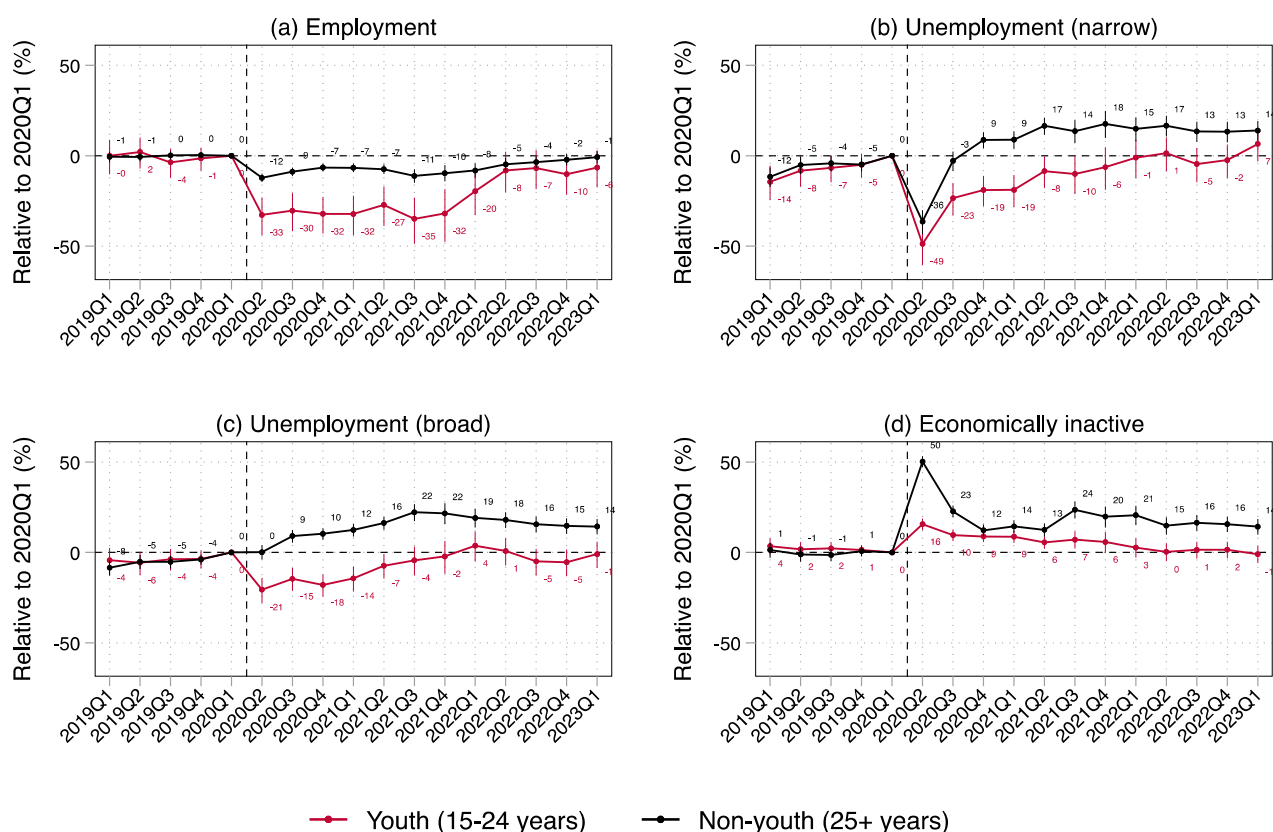 (a) Employment
Relative to 2020Q1 (%)
50
0
-50
-1 -1 0 0 0 -12 -9 -7 -7 -7 -11 -10 -8 -5 -4 -2 -1
-0 2 -4 -1 0 -33 -30 -32 -32 -27 -35 -32 -20 -8 -7 -10 -6
2019Q1 2019Q2 2019Q3 2019Q4 2020Q1 2020Q2 2020Q3 2020Q4 2021Q1 2021Q2 2021Q3 2021Q4 2022Q1 2022Q2 2022Q3 2022Q4 2023Q1
(b) Unemployment (narrow)
Relative to 2020Q1 (%)
50
0
-50
-12 -5 -4 -5 0 -36 -3 9 9 17 14 18 15 17 13 13 14
-14 -8 -7 -5 0 -49 -23 -19 -19 -8 -10 -6 -1 1 -5 -2 7
2019Q1 2019Q2 2019Q3 2019Q4 2020Q1 2020Q2 2020Q3 2020Q4 2021Q1 2021Q2 2021Q3 2021Q4 2022Q1 2022Q2 2022Q3 2022Q4 2023Q1
(c) Unemployment (broad)
Relative to 2020Q1 (%)
50
0
-50
-8 -5 -5 -4 0 0 9 10 12 16 22 22 19 18 16 15 14
-4 -6 -4 -4 0 -21 -15 -18 -14 -7 -4 -2 4 1 -5 -5 -1
2019Q1 2019Q2 2019Q3 2019Q4 2020Q1 2020Q2 2020Q3 2020Q4 2021Q1 2021Q2 2021Q3 2021Q4 2022Q1 2022Q2 2022Q3 2022Q4 2023Q1
(d) Economically inactive
Relative to 2020Q1 (%)
50
0
-50
1 -1 -1 1 0 50 23 12 14 13 24 20 21 15 16 16 14
4 2 2 1 0 16 10 9 9 6 7 6 3 0 1 2 -1
2019Q1 2019Q2 2019Q3 2019Q4 2020Q1 2020Q2 2020Q3 2020Q4 2021Q1 2021Q2 2021Q3 2021Q4 2022Q1 2022Q2 2022Q3 2022Q4 2023Q1
Youth (15-24 years) Non-youth (25+ years)